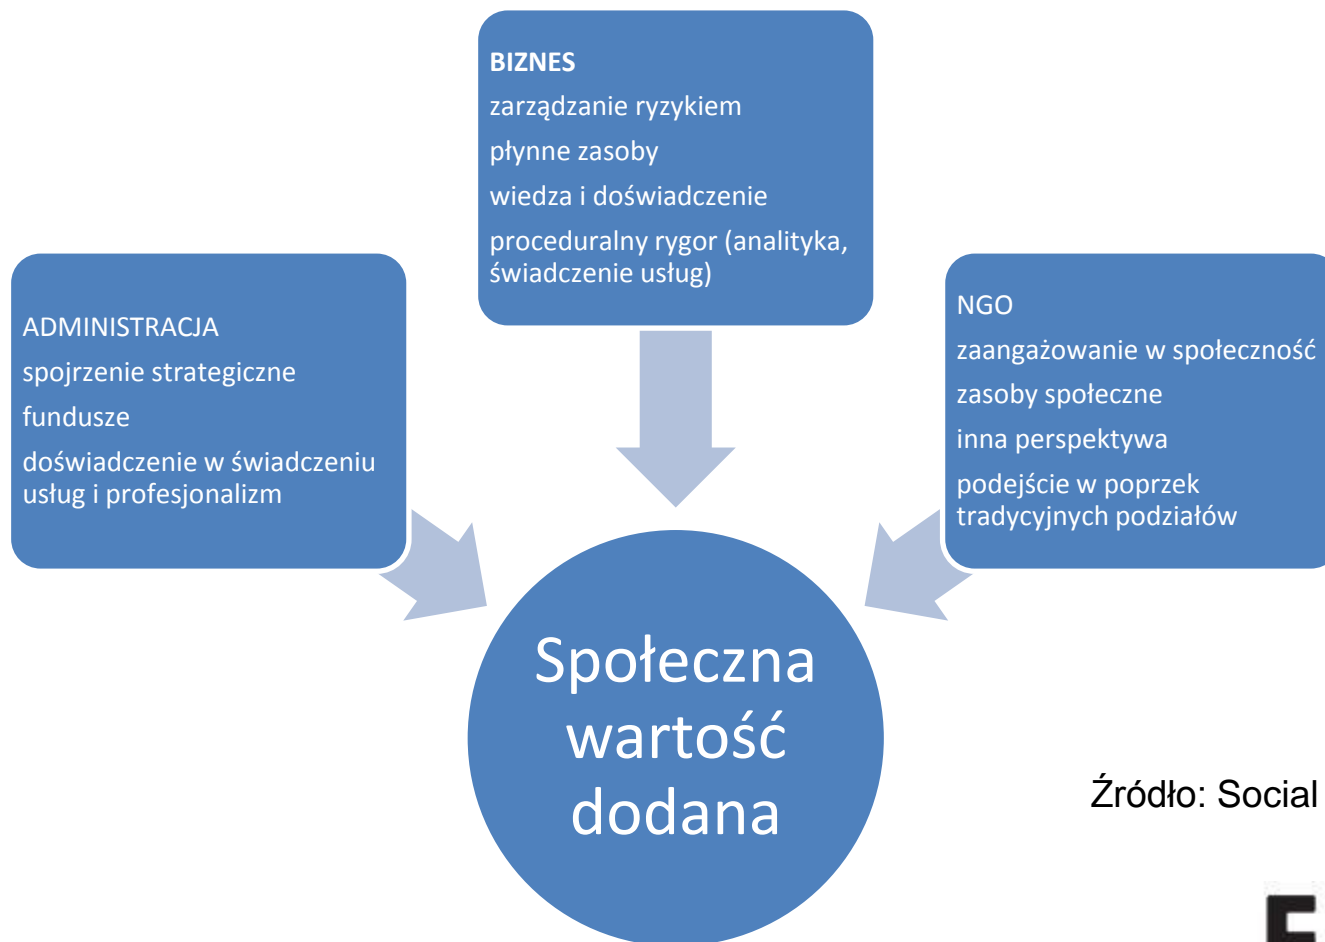 BIZNES
zarządzanie ryzykiem
płynne zasoby
wiedza i doświadczenie
proceduralny rygor (analityka,
świadczenie usług)
ADMINISTRACJA
spojrzenie strategiczne
fundusze
doświadczenie w świadczeniu
usług i profesjonalizm
NGO
zaangażowanie w społeczność
zasoby społeczne
inna perspektywa
podejście w poprzek
tradycyjnych podziałów
Społeczna
wartość
dodana
Źródło: Social